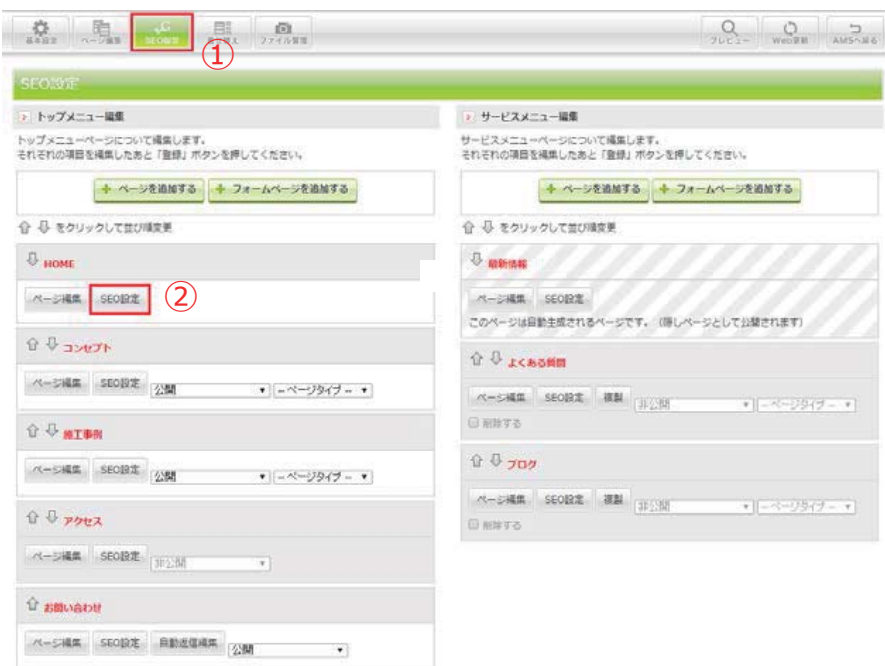 基本設定 ページ編集 SEO設定 ファイル管理 プレビュー Web更新 AMSへ戻る
①
SEO設定
トップメニュー編集
トップメニューページについて編集します。
それぞれの項目を編集したあと「登録」ボタンを押してください。
+ ページを追加する + フォームページを追加する
をクリックして並び順変更
HOME
ページ編集 SEO設定 ②
コンセプト
ページ編集 SEO設定 公開 -- ページタイプ --
施工事例
ページ編集 SEO設定 公開 -- ページタイプ --
アクセス
ページ編集 SEO設定 非公開
お問い合わせ
ページ編集 SEO設定 自動返信編集 公開
サービスメニュー編集
サービスメニューページについて編集します。
それぞれの項目を編集したあと「登録」ボタンを押してください。
+ ページを追加する + フォームページを追加する
をクリックして並び順変更
最新情報
ページ編集 SEO設定
このページは自動生成されるページです。(隠しページとして公開されます)
よくある質問
ページ編集 SEO設定 複製 非公開 -- ページタイプ --
削除する
ブログ
ページ編集 SEO設定 複製 非公開 -- ページタイプ --
削除する